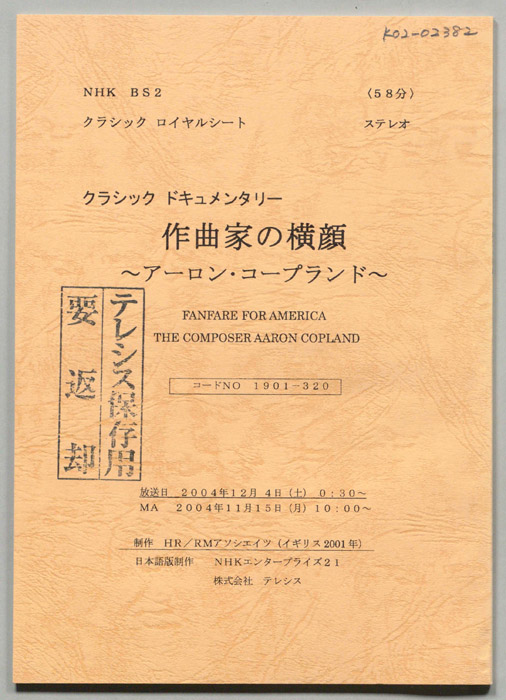 K02-02382
NHK BS2 〈58分〉
クラシック ロイヤルシート ステレオ
クラシック ドキュメンタリー
作曲家の横顔
～アーロン・コープランド～
FANFARE FOR AMERICA
THE COMPOSER AARON COPLAND
コードNO 1901-320
テレシス保存用
要返却
放送日 2004年12月 4日（土） 0:30～
MA 2004年11月15日（月）10:00～
制作 HR／RMアソシエイツ（イギリス2001年）
日本語版制作 NHKエンタープライズ21
株式会社 テレシス